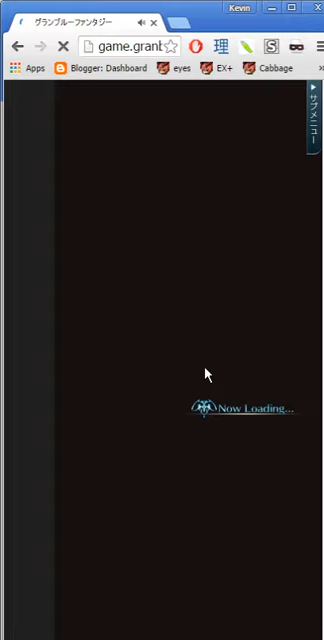 Kevin
グランブルーファンタジー
game.grant
理
S
Apps
Blogger: Dashboard
eyes
EX+
Cabbage
»
サブメニュー
Now Loading...